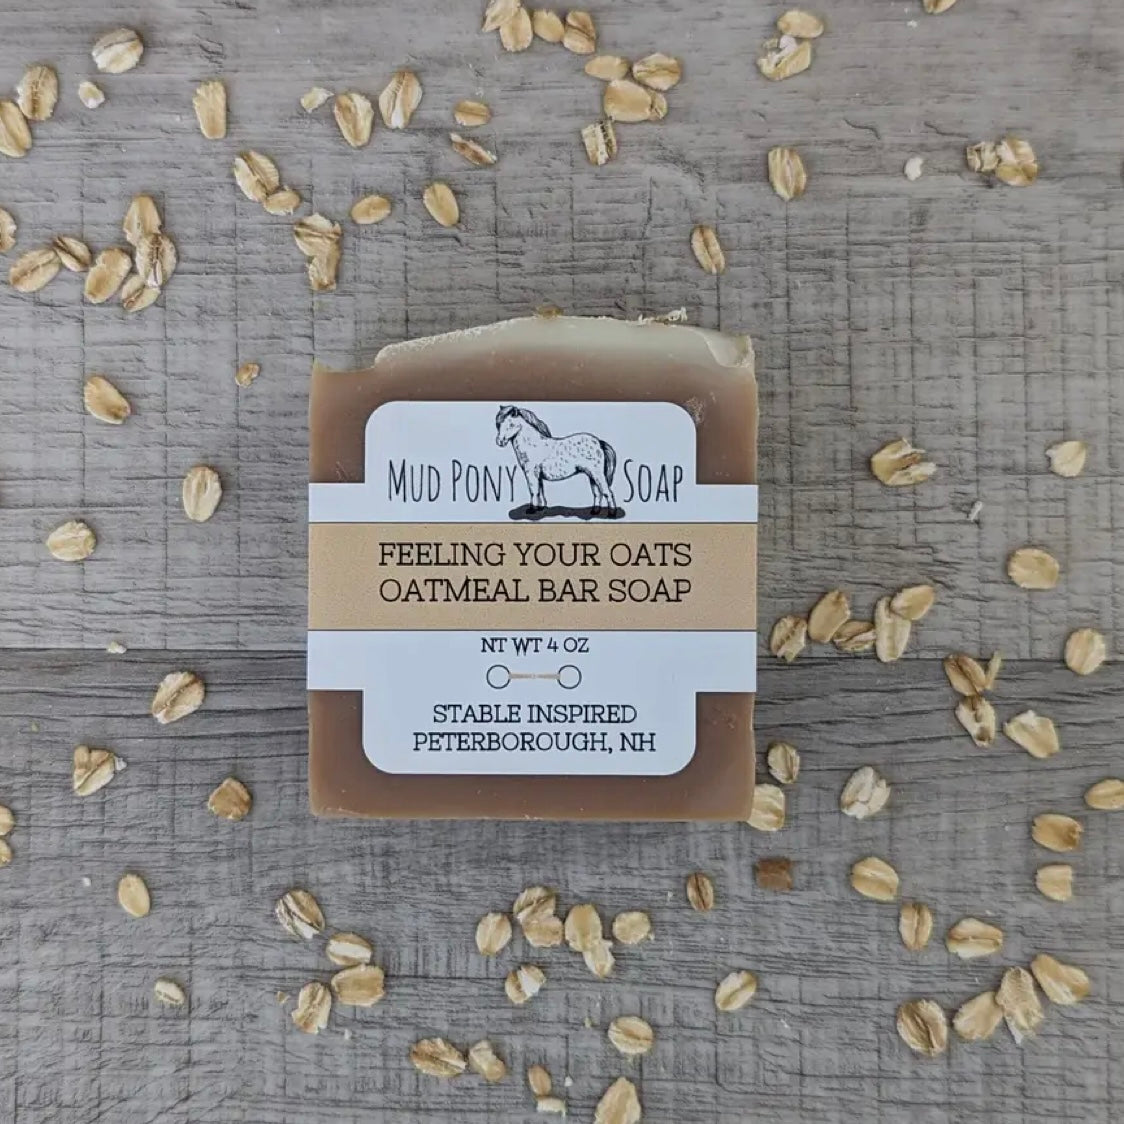 MUD PONY SOAP
FEELING YOUR OATS
OATMEAL BAR SOAP
NT WT 4 OZ
STABLE INSPIRED
PETERBOROUGH, NH